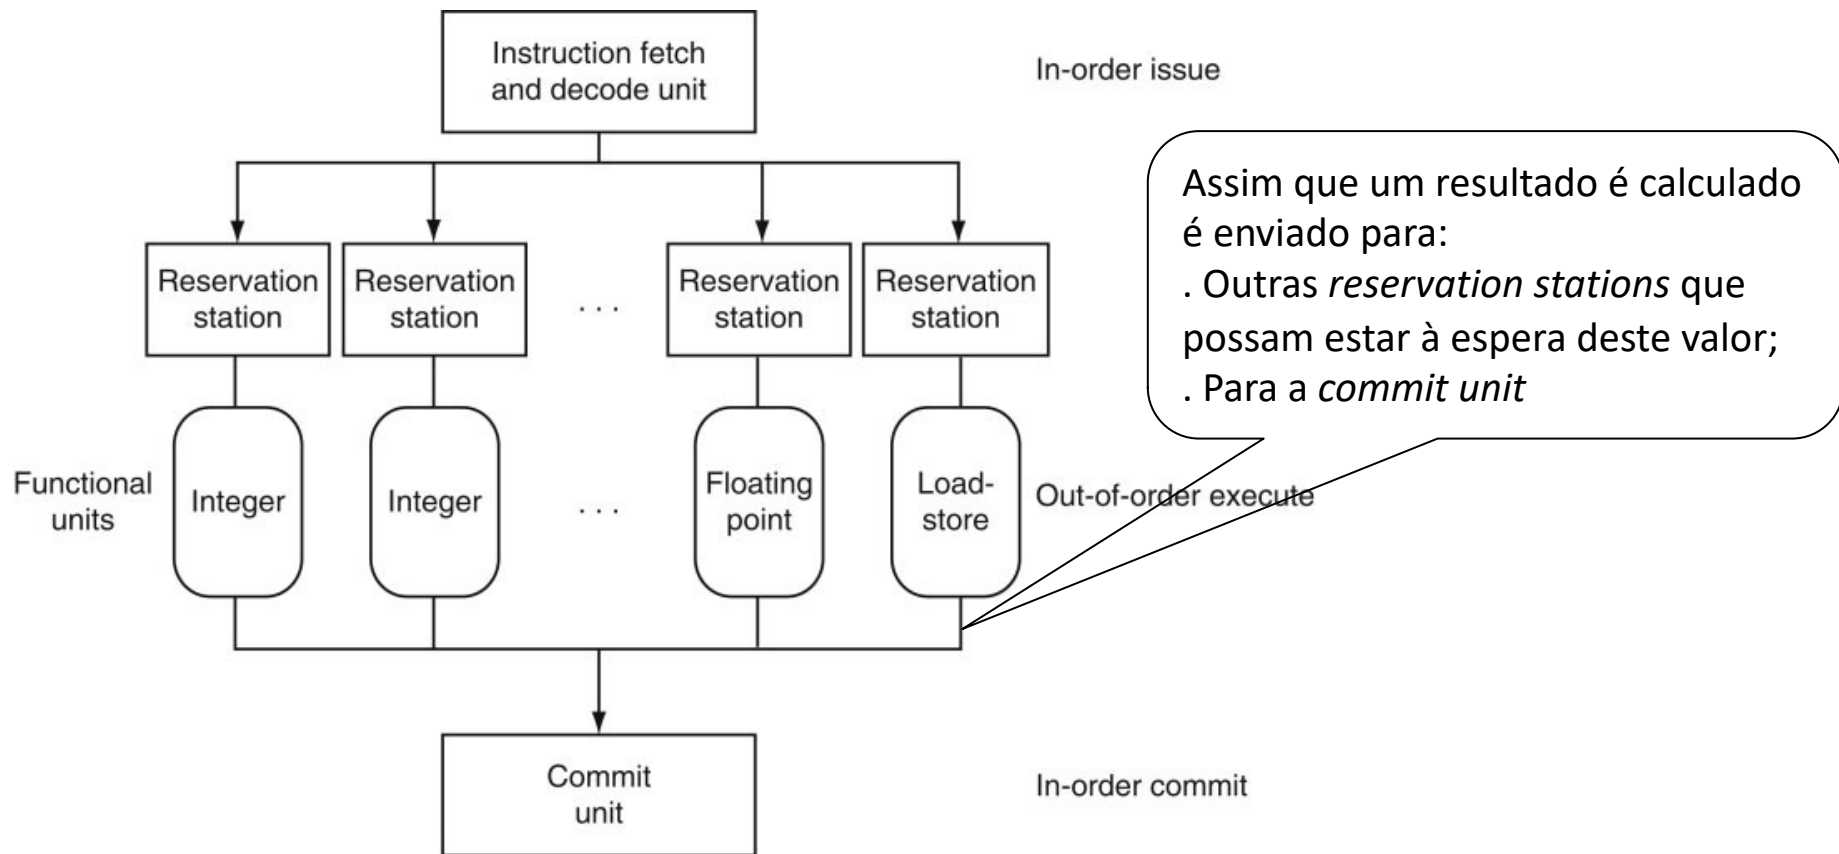 Instruction fetch
and decode unit
In-order issue
Assim que um resultado é calculado
é enviado para:
. Outras reservation stations que
possam estar à espera deste valor;
. Para a commit unit
Reservation
station
Reservation
station
. . .
Reservation
station
Reservation
station
Functional
units
Integer
Integer
. . .
Floating
point
Load-
store
Out-of-order execute
Commit
unit
In-order commit